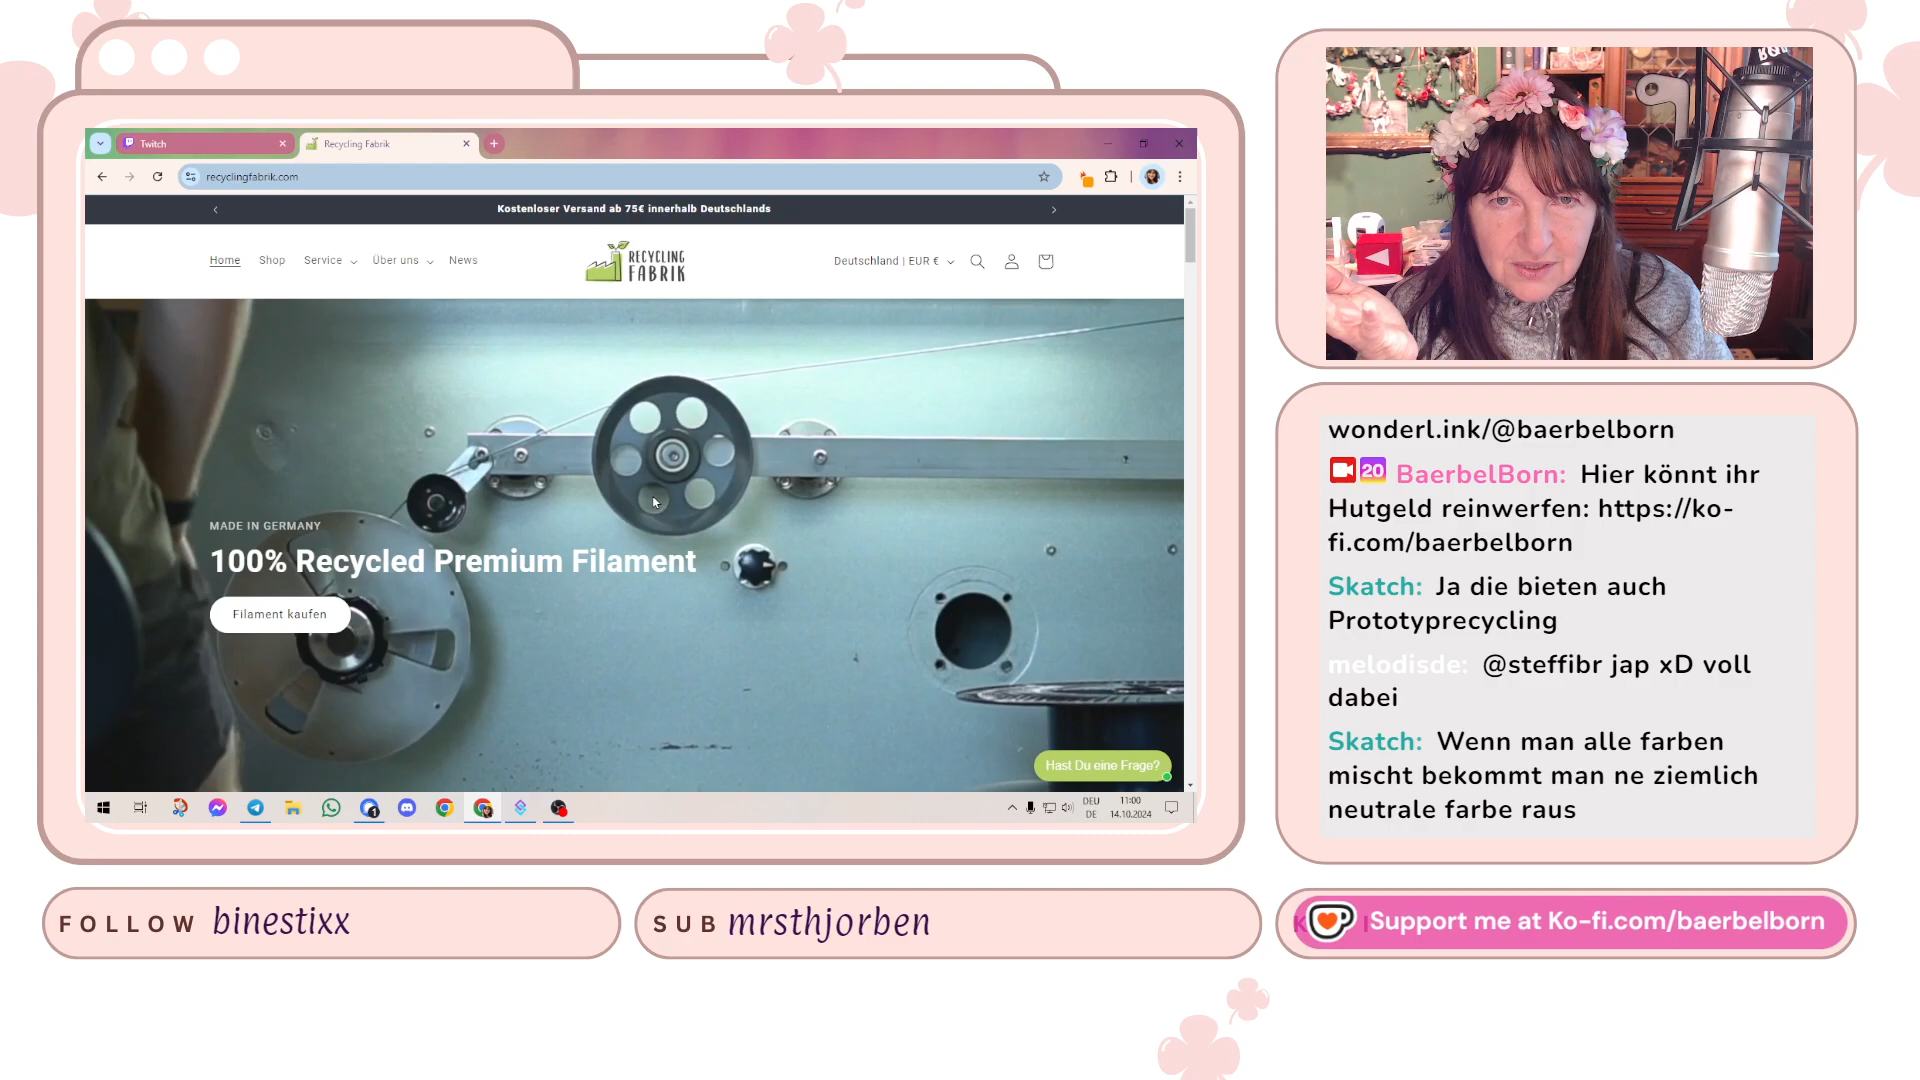 Twitch
Recycling Fabrik
recyclingfabrik.com
Kostenloser Versand ab 75€ innerhalb Deutschlands
Home
Shop
Service
Über uns
News
RECYCLING
FABRIK
Deutschland | EUR €
MADE IN GERMANY
100% Recycled Premium Filament
Filament kaufen
Hast Du eine Frage?
DEU
DE
11:00
14.10.2024
wonderl.ink/@baerbelborn
20 BaerbelBorn: Hier könnt ihr
Hutgeld reinwerfen: https://ko-
fi.com/baerbelborn
Skatch: Ja die bieten auch
Prototyprecycling
melodisde: @steffibr jap xD voll
dabei
Skatch: Wenn man alle farben
mischt bekommt man ne ziemlich
neutrale farbe raus
FOLLOW binestixx
SUB mrsthjorben
Support me at Ko-fi.com/baerbelborn